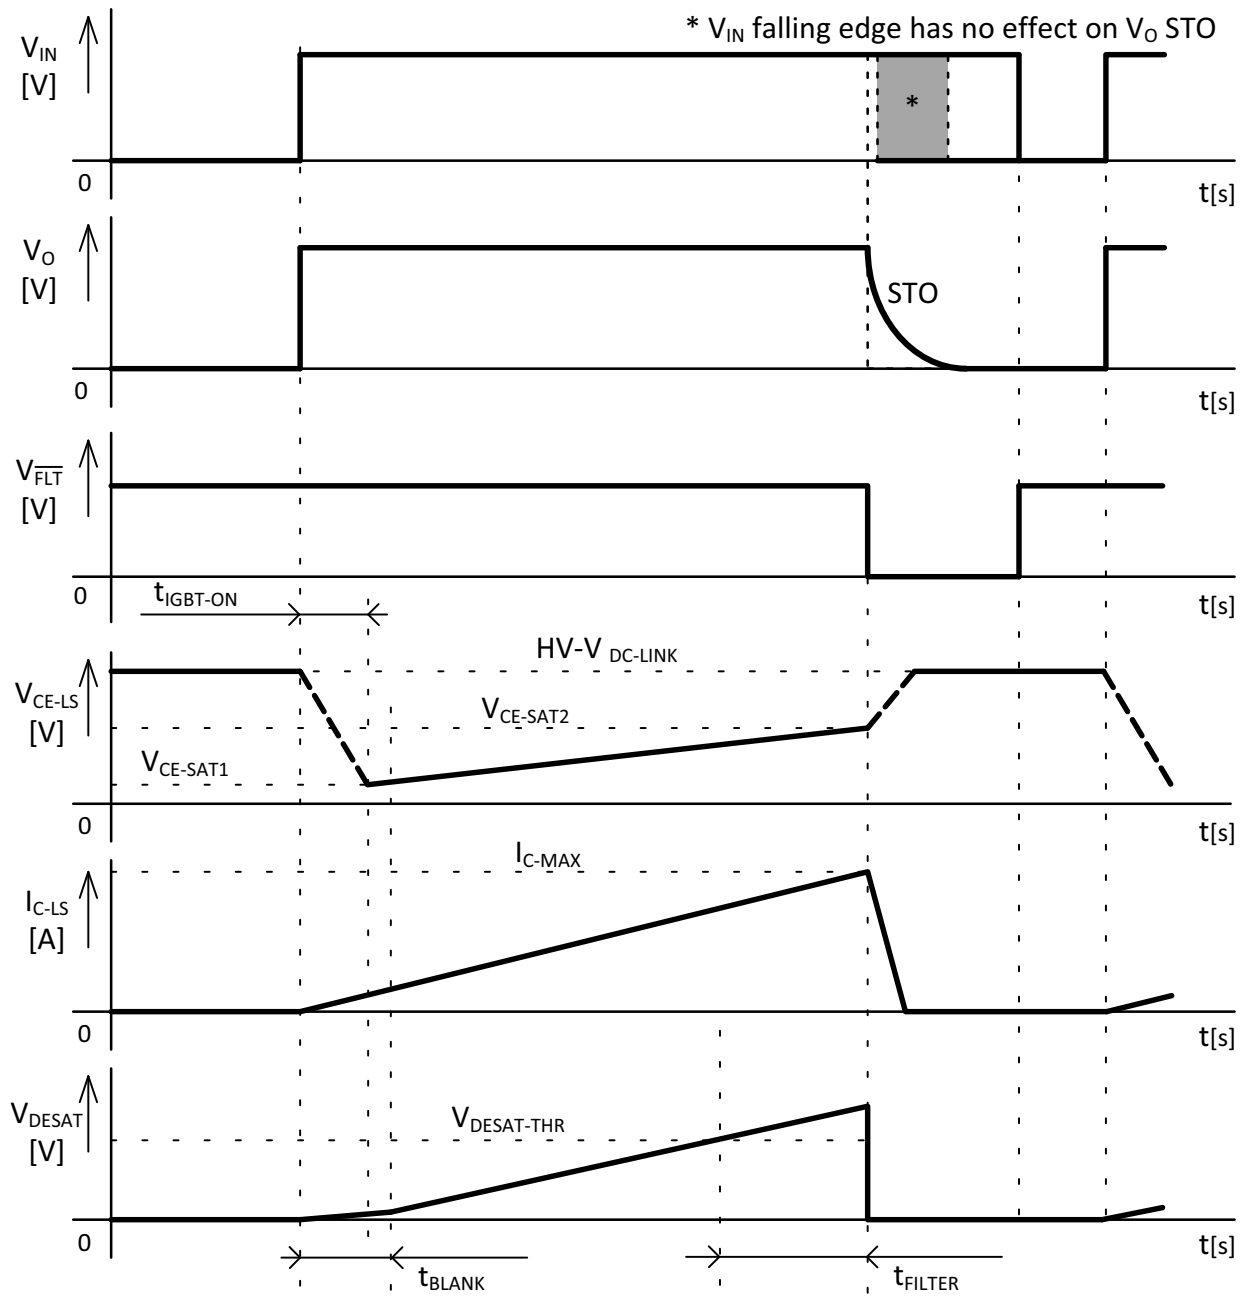 * V_IN falling edge has no effect on V_O STO
V_IN
[V]
*
0
t[s]
V_O
[V]
STO
0
t[s]
V_FLT
[V]
0
t[s]
t_IGBT-ON
HV-V DC-LINK
V_CE-LS
[V]
V_CE-SAT2
V_CE-SAT1
0
t[s]
I_C-MAX
I_C-LS
[A]
0
t[s]
V_DESAT
[V]
V_DESAT-THR
0
t[s]
t_BLANK
t_FILTER